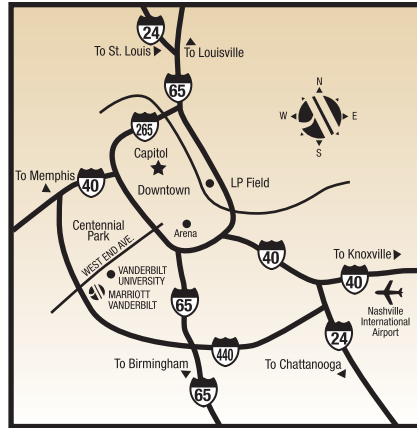 24
To St. Louis
To Louisville
65
N
W E
S
265
Capitol
To Memphis
40
LP Field
Downtown
Centennial
Park
Arena
WEST END AVE.
40
To Knoxville
VANDERBILT
UNIVERSITY
40
MARRIOTT
VANDERBILT
65
Nashville
International
Airport
24
440
To Birmingham
To Chattanooga
65